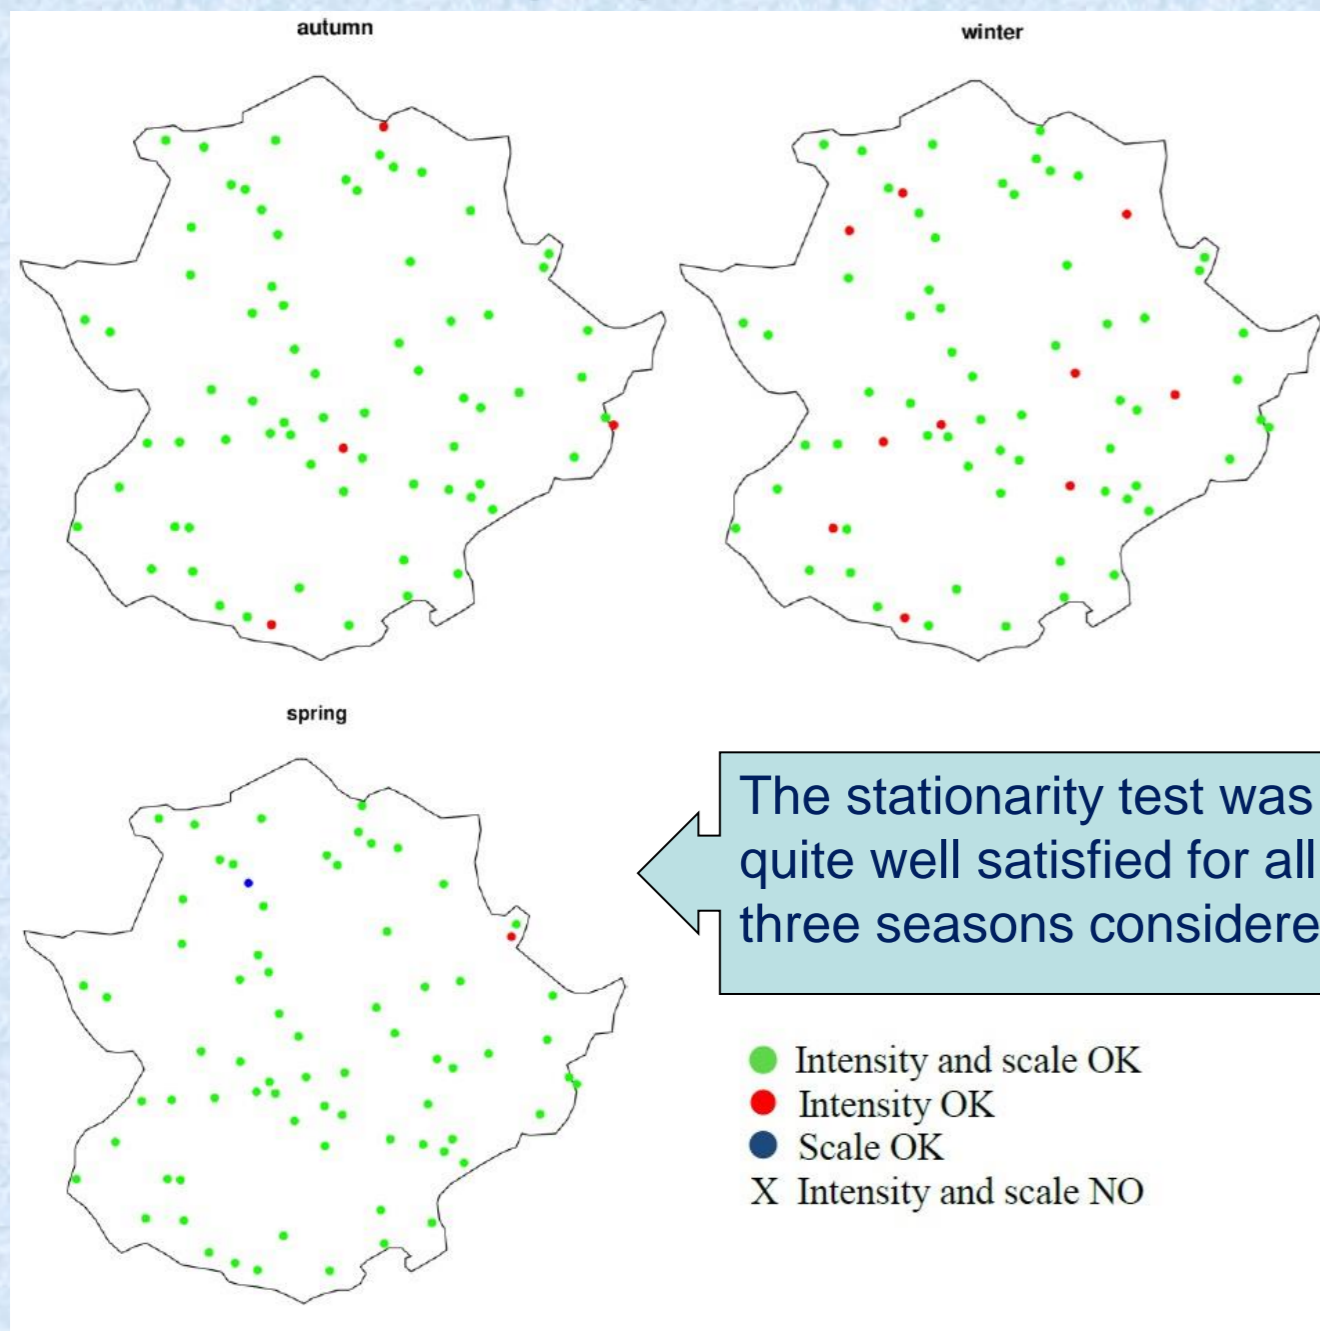 autumn
winter
spring
The stationarity test was
quite well satisfied for all
three seasons considere
Intensity and scale OK
Intensity OK
Scale OK
X Intensity and scale NO